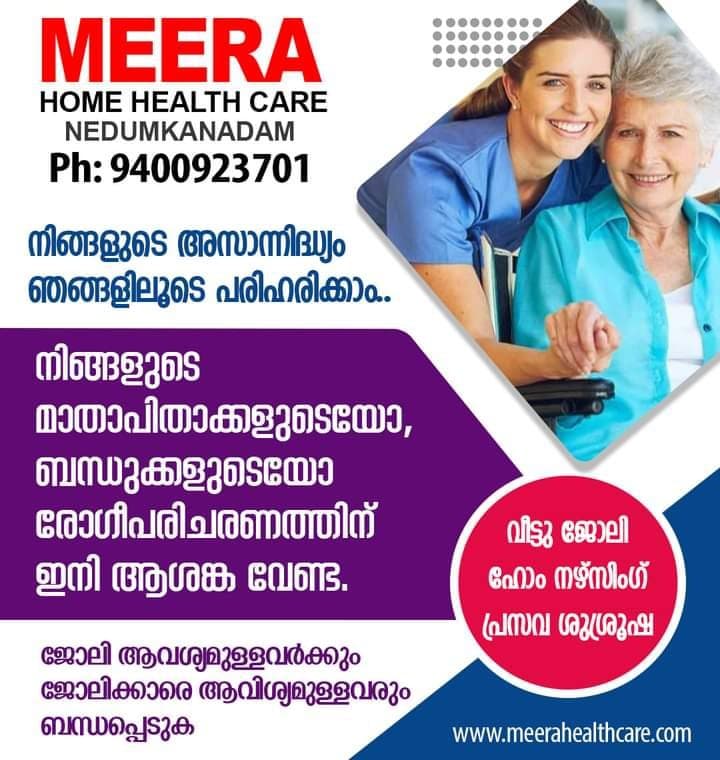 MEERA
HOME HEALTH CARE
NEDUMKANADAM
Ph: 9400923701
നിങ്ങളുടെ അസാന്നിദ്ധ്യം
ഞങ്ങളിലൂടെ പരിഹരിക്കാം..
നിങ്ങളുടെ
മാതാപിതാക്കളുടെയോ,
ബന്ധുക്കളുടെയോ
രോഗീപരിചരണത്തിന്
ഇനി ആശങ്ക വേണ്ട.
വീട്ടു ജോലി
ഹോം നഴ്സിംഗ്
പ്രസവ ശുശ്രൂഷ
ജോലി ആവശ്യമുള്ളവർക്കും
ജോലിക്കാരെ ആവിശ്യമുള്ളവരും
ബന്ധപ്പെടുക
www.meerahealthcare.com